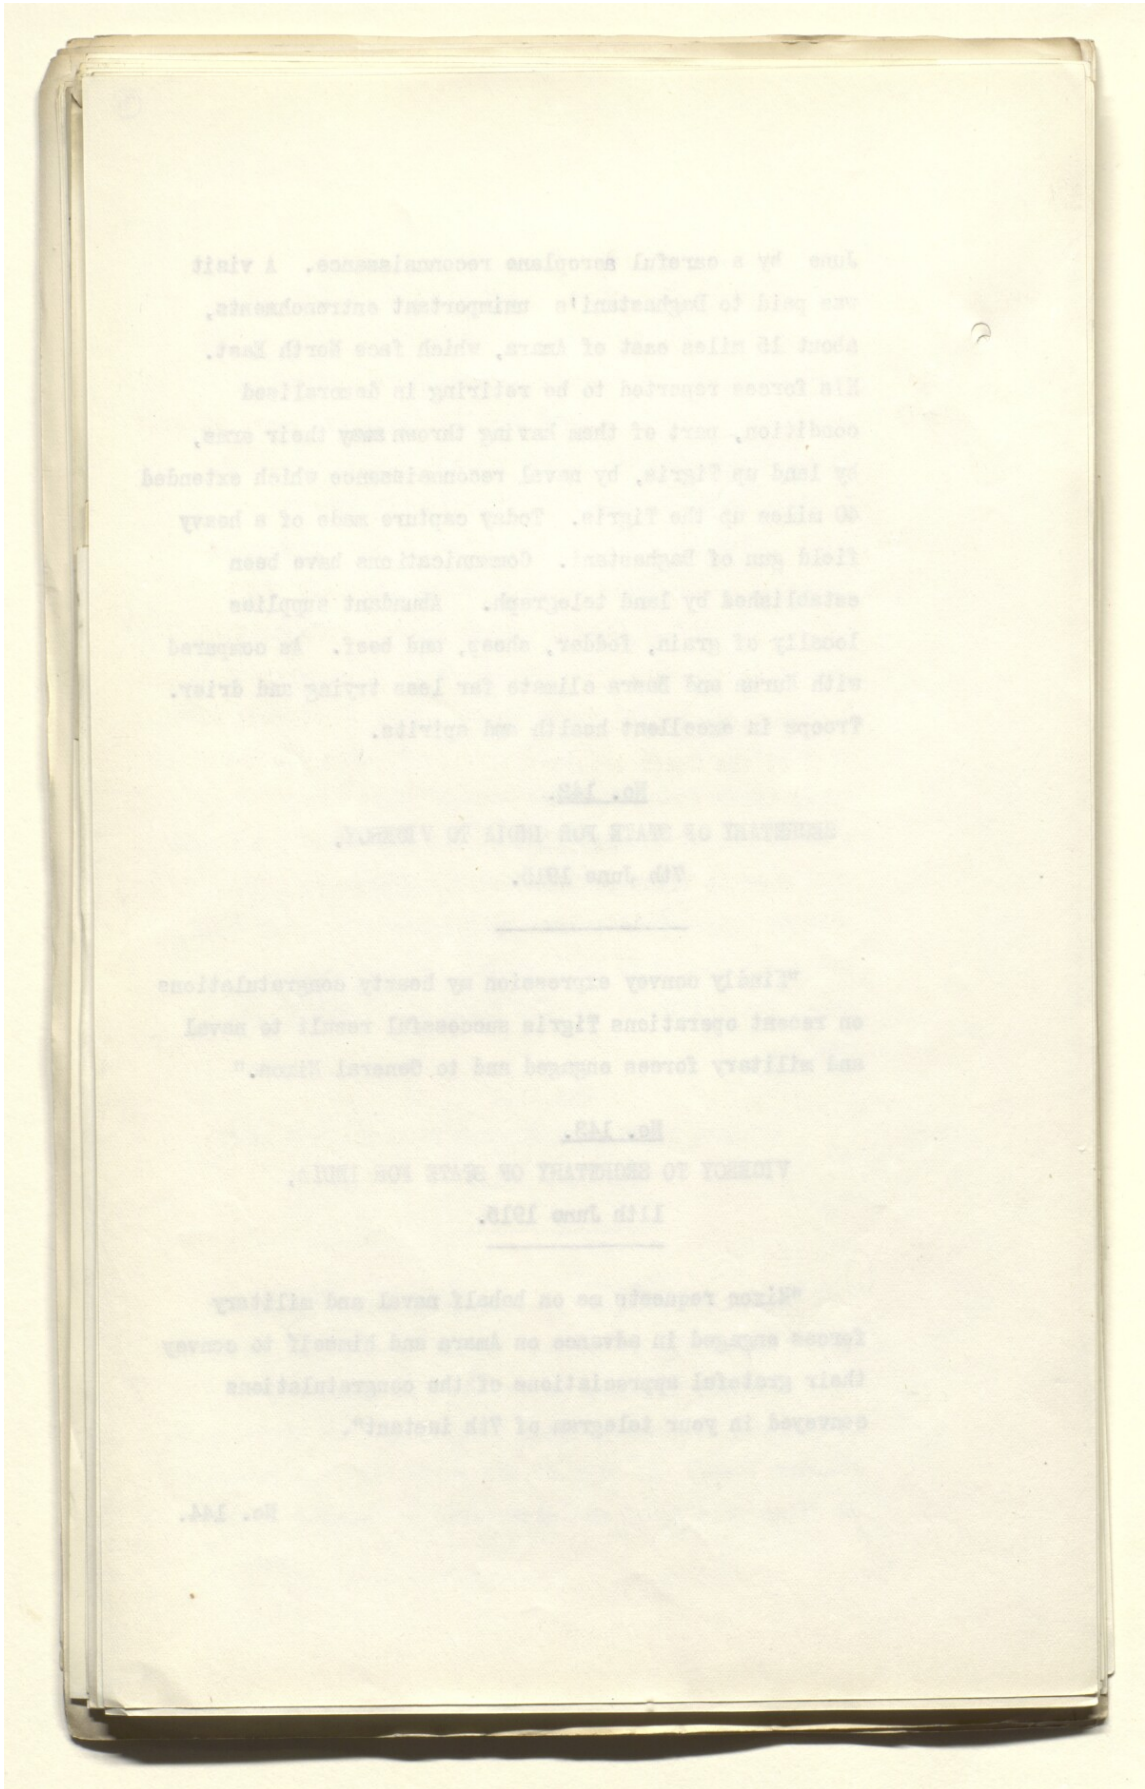 June by a careful aeroplane reconnaissance. A visit
was paid to Daghestani's unimportant entrenchments,
about 15 miles east of Amara, which face North East.
His forces reported to be retiring in demoralised
condition, part of them having thrown away their arms,
by land up Tigris, by naval reconnaissance which extended
60 miles up the Tigris. Today capture made of a heavy
field gun of Daghestani. Communications have been
established by land telegraph. Abundant supplies
locally of grain, fodder, sheep, and beef. As compared
with Kurna and Basra climate far less trying and drier.
Troops in excellent health and spirits.
No. 142.
SECRETARY OF STATE FOR INDIA TO VICEROY,
7th June 1915.
"Kindly convey expression my hearty congratulations
on recent operations Tigris successful result to naval
and military forces engaged and to General Nixon."
No. 143.
VICEROY TO SECRETARY OF STATE FOR INDIA,
11th June 1915.
"Nixon requests me on behalf naval and military
forces engaged in advance on Amara and himself to convey
their grateful appreciations of the congratulations
conveyed in your telegram of 7th instant".
No. 144.